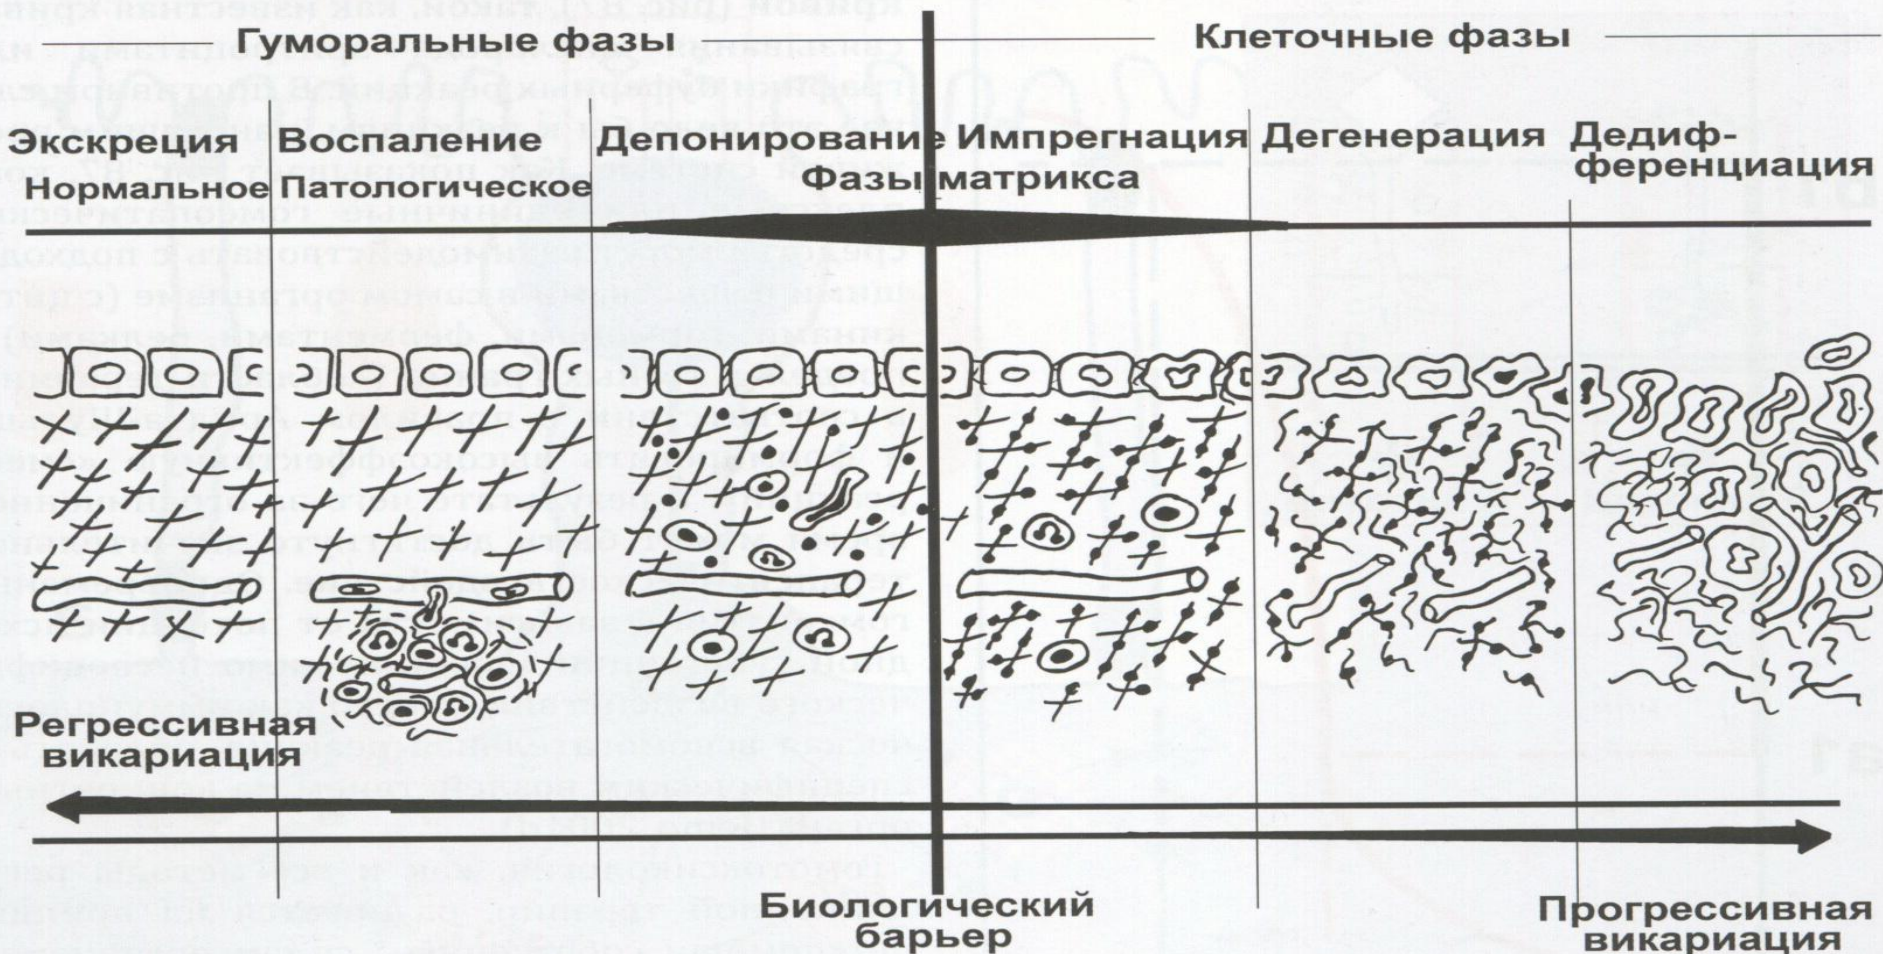 Гуморальные фазы
Клеточные фазы
Экскреция
Воспаление
Депонирование
Импрегнация
Дегенерация
Дедиф-
ференциация
Нормальное
Патологическое
Фазы матрикса
Регрессивная
викариация
Биологический
барьер
Прогрессивная
викариация